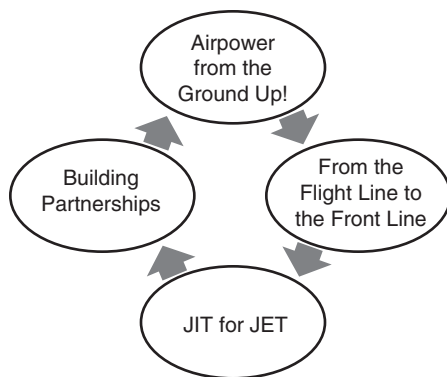 Airpower
from the
Ground Up!
From the
Flight Line to
the Front Line
JIT for JET
Building
Partnerships